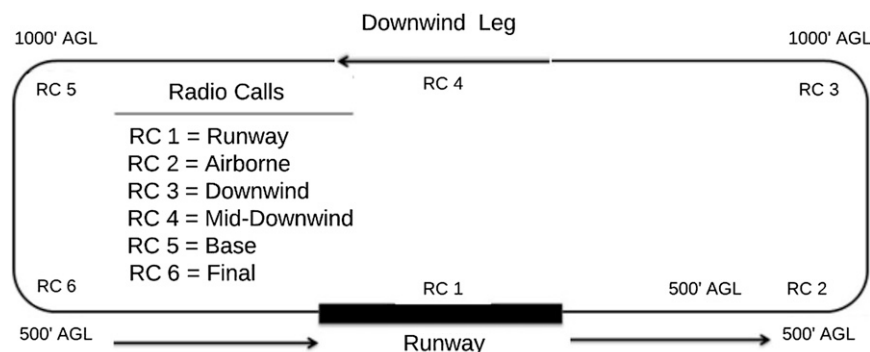 Downwind Leg
1000' AGL
1000' AGL
RC 5
Radio Calls
RC 4
RC 3
RC 1 = Runway
RC 2 = Airborne
RC 3 = Downwind
RC 4 = Mid-Downwind
RC 5 = Base
RC 6 = Final
RC 6
RC 1
500' AGL
RC 2
500' AGL
Runway
500' AGL